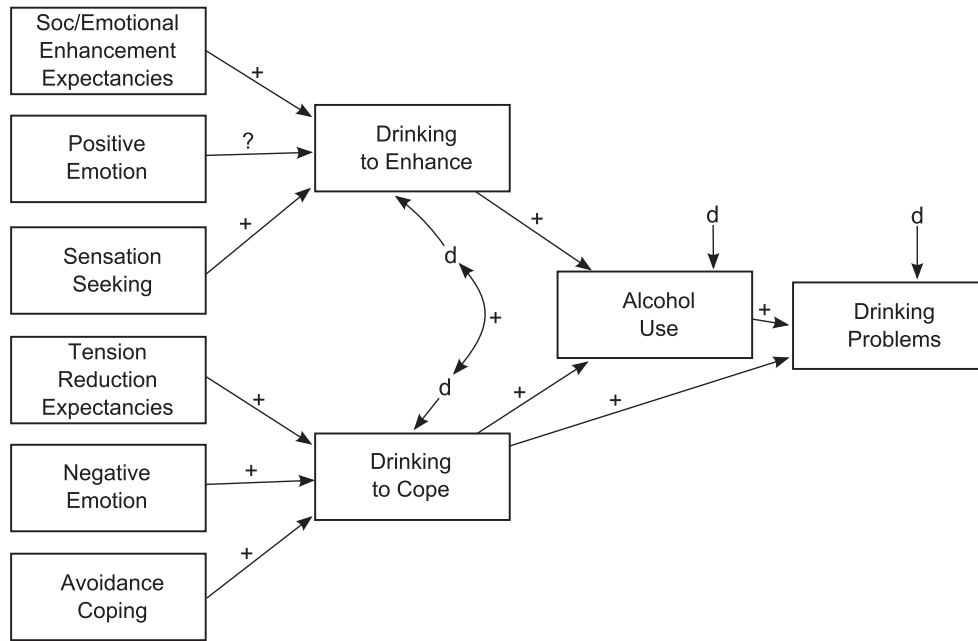 Soc/Emotional
Enhancement
Expectancies
+
Positive
Emotion
?
Sensation
Seeking
+
Tension
Reduction
Expectancies
+
Negative
Emotion
+
Avoidance
Coping
+
Drinking
to Enhance
+
d
+
d
Drinking
to Cope
+
+
d
Alcohol
Use
+
d
Drinking
Problems